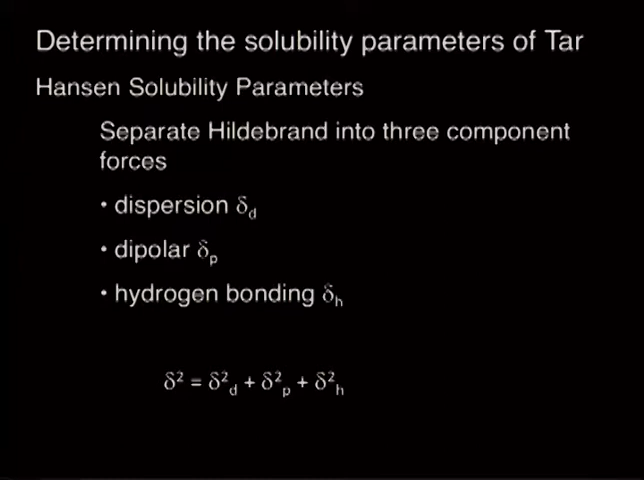 Determining the solubility parameters of Tar
Hansen Solubility Parameters
Separate Hildebrand into three component
forces
• dispersion δd
• dipolar δp
• hydrogen bonding δh
δ² = δ²d + δ²p + δ²h